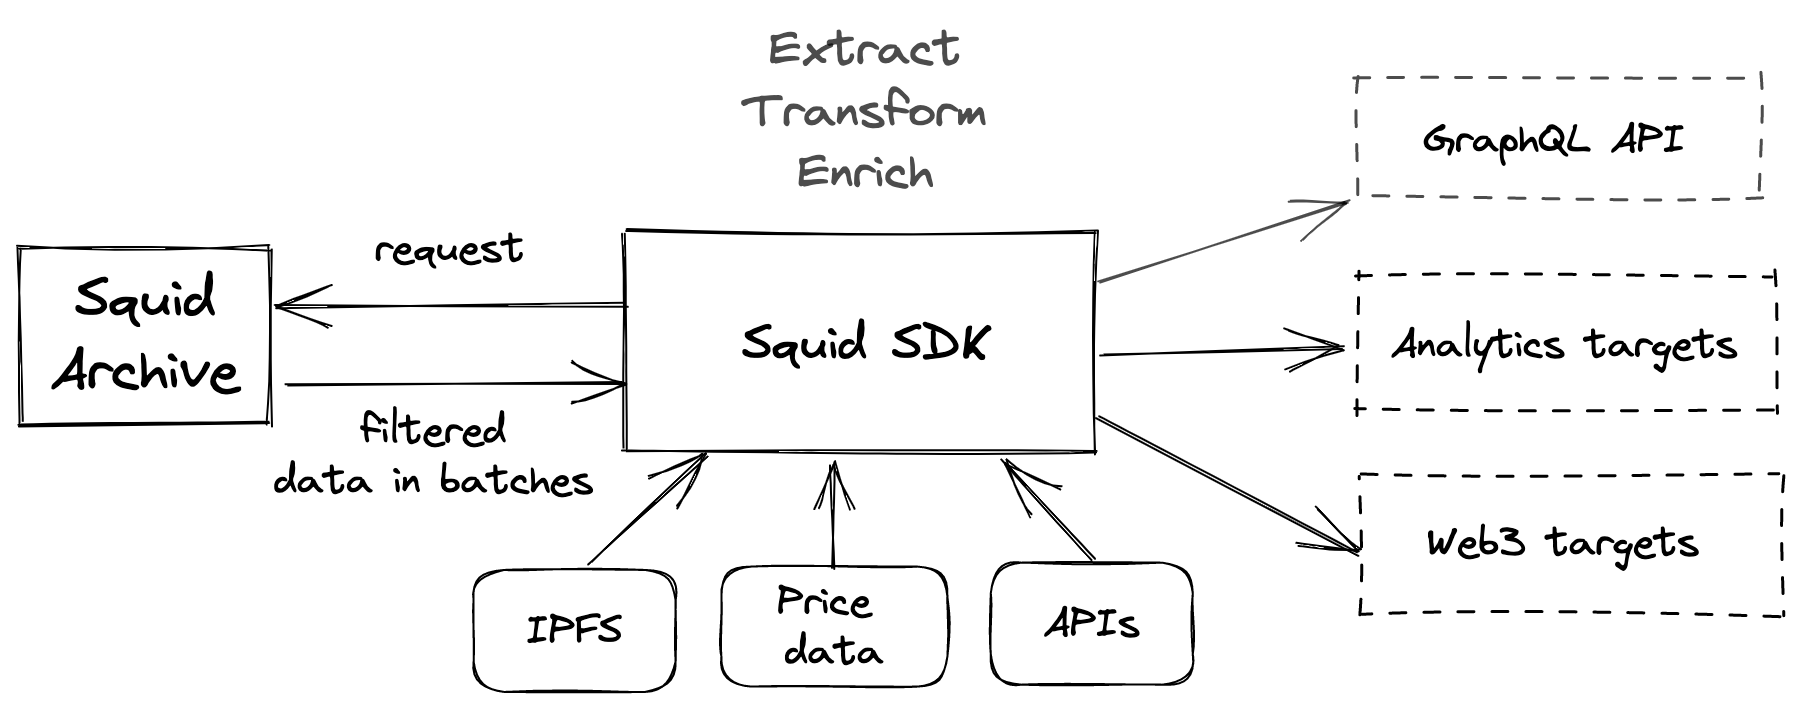 Extract
Transform
Enrich
GraphQL API
request
Squid
Archive
Squid SDK
Analytics targets
filtered
data in batches
Web3 targets
IPFS
Price
data
APIs